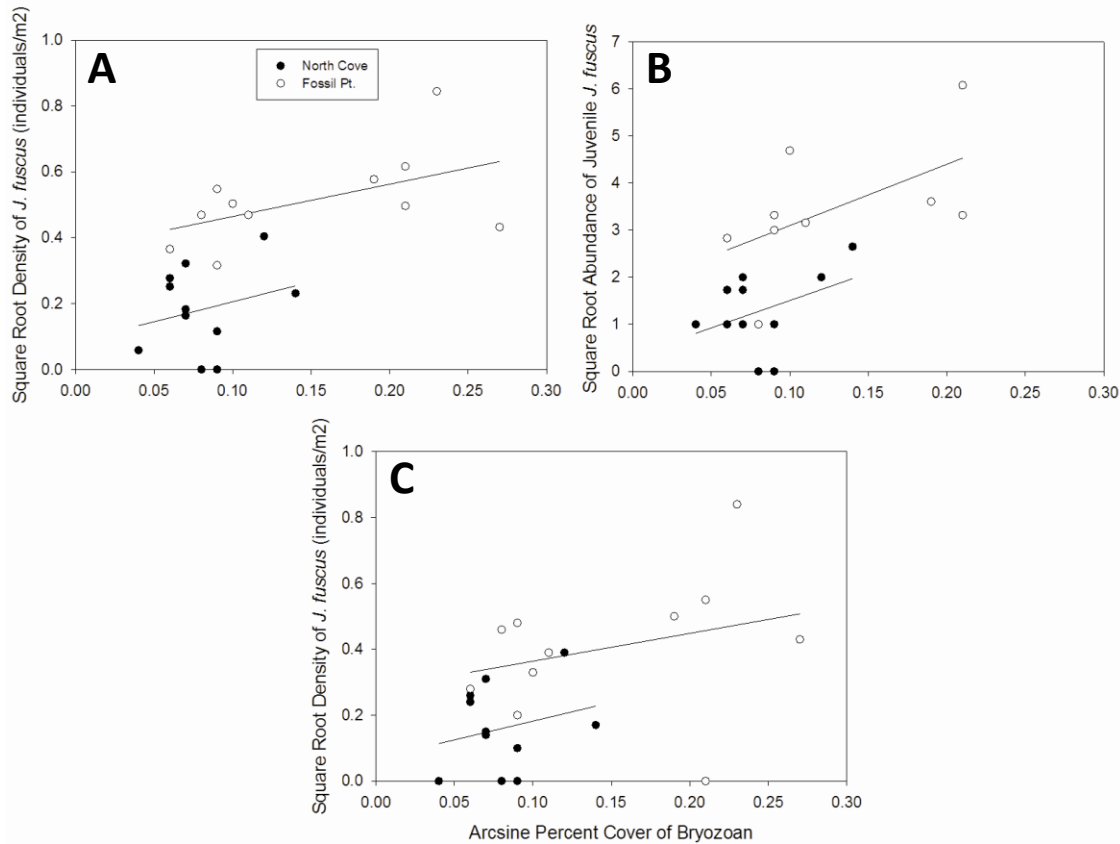 A
North Cove
Fossil Pt.
Square Root Density of J. fuscus (individuals/m2)
1.0
0.8
0.6
0.4
0.2
0.0
0.00 0.05 0.10 0.15 0.20 0.25 0.30
B
Square Root Abundance of Juvenile J. fuscus
7
6
5
4
3
2
1
0
0.00 0.05 0.10 0.15 0.20 0.25 0.30
C
Square Root Density of J. fuscus (individuals/m2)
1.0
0.8
0.6
0.4
0.2
0.0
0.00 0.05 0.10 0.15 0.20 0.25 0.30
Arcsine Percent Cover of Bryozoan